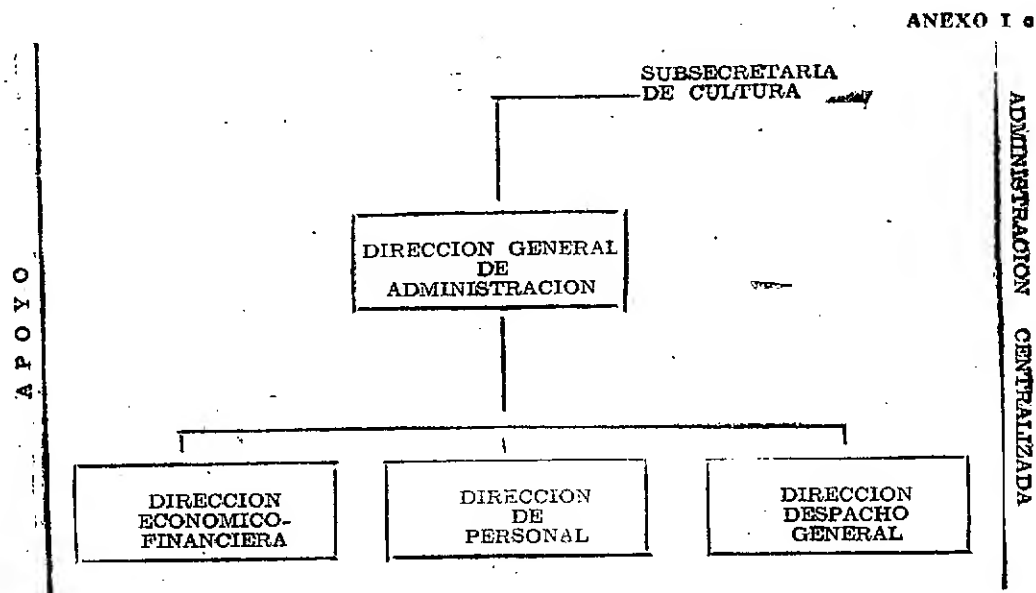 ANEXO I e
SUBSECRETARIA
DE CULTURA
APOYO
ADMINISTRACION CENTRALIZADA
DIRECCION GENERAL
DE
ADMINISTRACION
DIRECCION
ECONOMICO-
FINANCIERA
DIRECCION
DE
PERSONAL
DIRECCION
DESPACHO
GENERAL